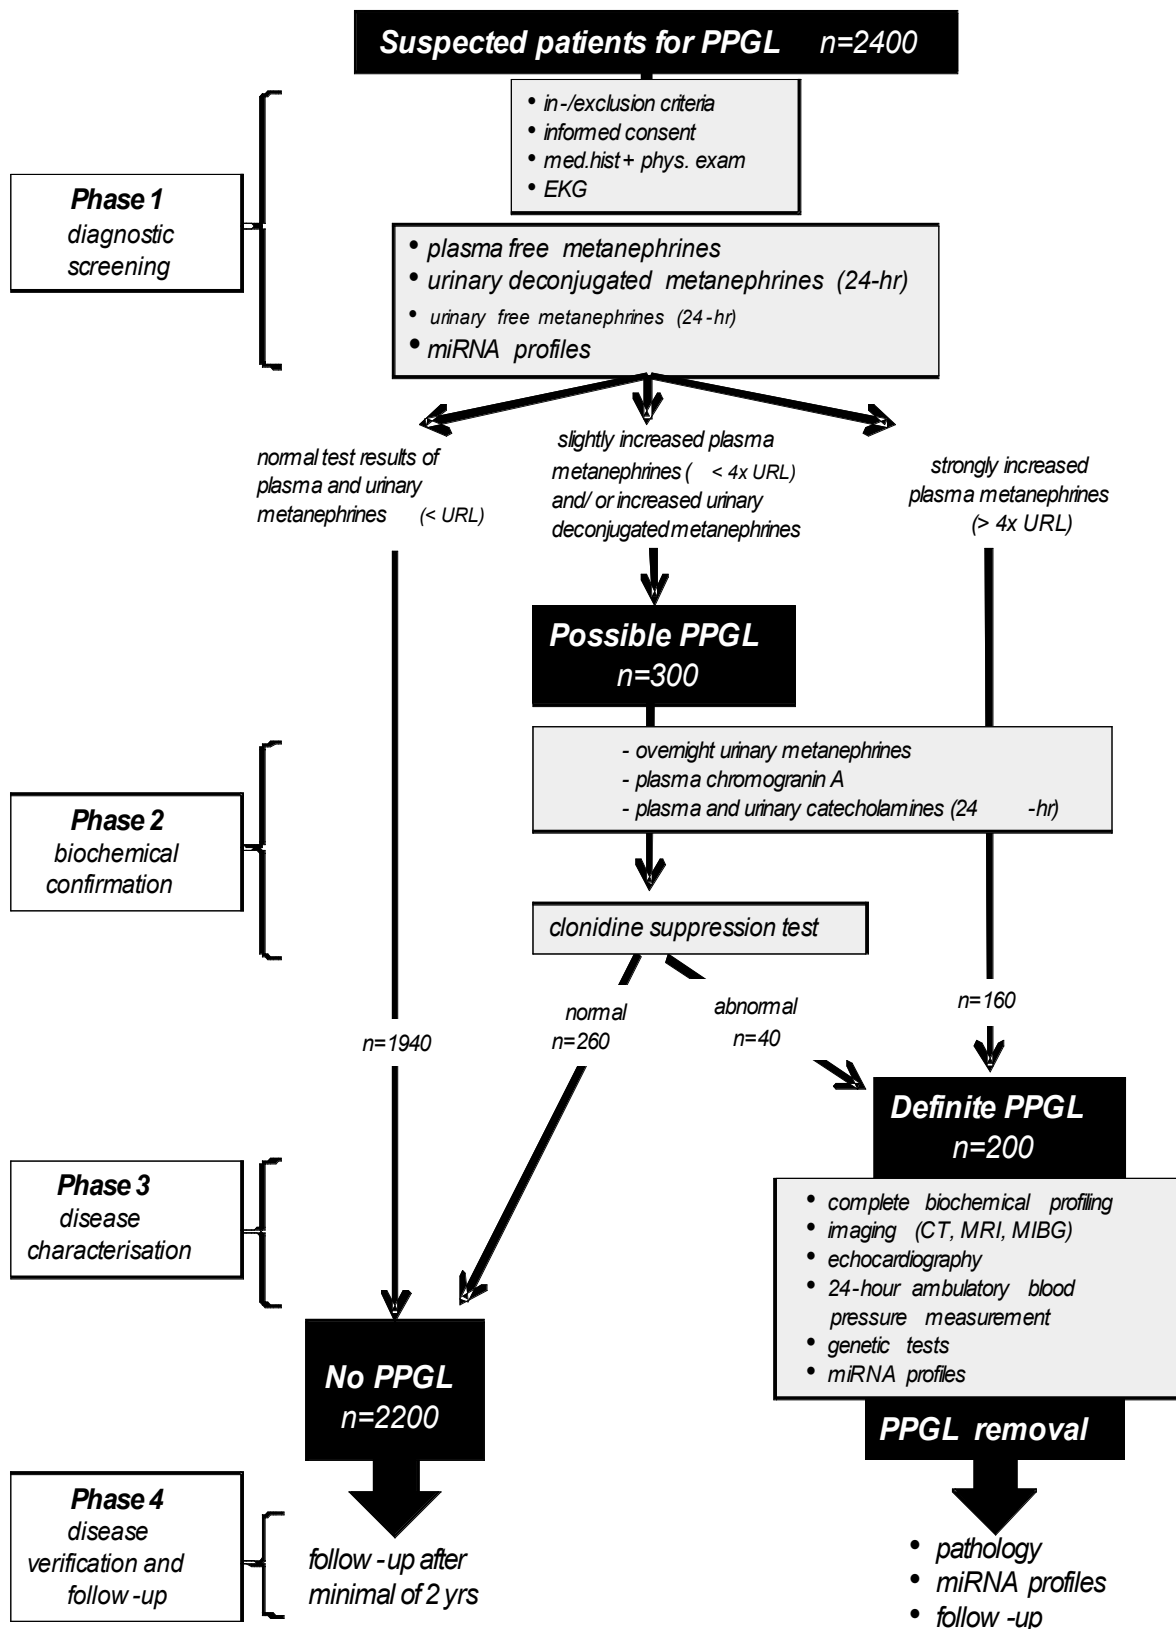 Suspected patients for PPGL n=2400
• in-/exclusion criteria
• informed consent
• med.hist + phys. exam
• EKG
Phase 1
diagnostic
screening
• plasma free metanephrines
• urinary deconjugated metanephrines (24-hr)
• urinary free metanephrines (24-hr)
• miRNA profiles
normal test results of
plasma and urinary
metanephrines (< URL)
slightly increased plasma
metanephrines ( < 4x URL)
and/ or increased urinary
deconjugated metanephrines
strongly increased
plasma metanephrines
(> 4x URL)
Possible PPGL
n=300
- overnight urinary metanephrines
- plasma chromogranin A
- plasma and urinary catecholamines (24 -hr)
Phase 2
biochemical
confirmation
clonidine suppression test
normal
n=260
abnormal
n=40
n=160
n=1940
Definite PPGL
n=200
Phase 3
disease
characterisation
• complete biochemical profiling
• imaging (CT, MRI, MIBG)
• echocardiography
• 24-hour ambulatory blood
pressure measurement
• genetic tests
• miRNA profiles
No PPGL
n=2200
PPGL removal
Phase 4
disease
verification and
follow -up
follow -up after
minimal of 2 yrs
• pathology
• miRNA profiles
• follow -up